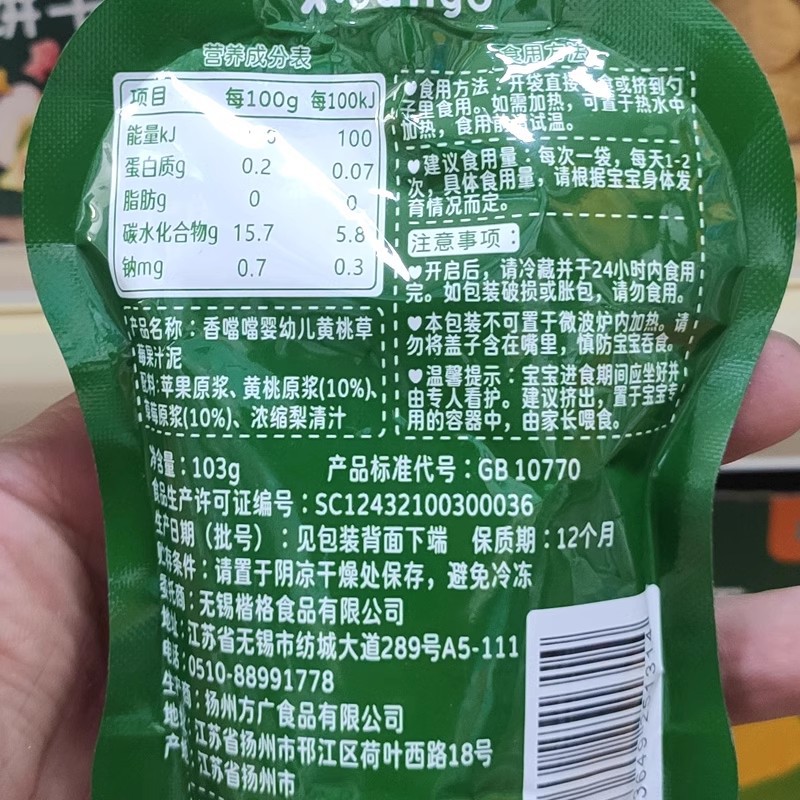 营养成分表
项目 每100g 每100kJ
能量kJ 100
蛋白质g 0.2 0.07
脂肪g 0 0
碳水化合物g 15.7 5.8
钠mg 0.7 0.3
产品名称：香噹噹婴幼儿黄桃草
莓果汁泥
配料：苹果原浆、黄桃原浆(10%)、
草莓原浆(10%)、浓缩梨清汁
食用方法
食用方法：开袋直接食或挤到勺
子里食用。如需加热，可置于热水中
加热，食用前试温。
建议食用量：每次一袋，每天1-2
次，具体食用量，请根据宝宝身体发
育情况而定。
注意事项：
开启后，请冷藏并于24小时内食用
完。如包装破损或胀包，请勿食用。
本包装不可置于微波炉内加热。请
勿将盖子含在嘴里，慎防宝宝吞食。
温馨提示：宝宝进食期间应坐好并
由专人看护。建议挤出，置于宝宝专
用的容器中，由家长喂食。
净含量：103g 产品标准代号：GB 10770
食品生产许可证编号：SC12432100300036
生产日期（批号）：见包装背面下端 保质期：12个月
贮存条件：请置于阴凉干燥处保存，避免冷冻
委托商：无锡楷格食品有限公司
地址：江苏省无锡市纺城大道289号A5-111
电话：0510-88991778
生产商：扬州方广食品有限公司
地址：江苏省扬州市邗江区荷叶西路18号
产地：江苏省扬州市